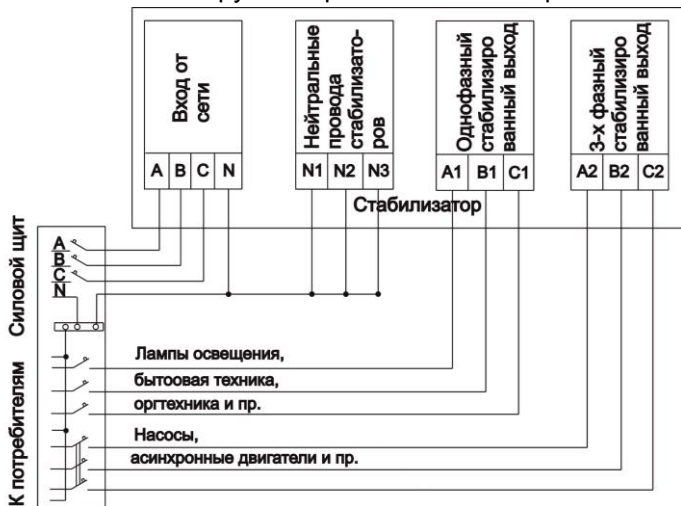 Вход от
сети
Нейтральные
провода
стабилизато-
ров
Однофазный
стабилизиро
ванный выход
3-х фазный
стабилизиро
ванный выход
A B C N
N1 N2 N3
A1 B1 C1
A2 B2 C2
Стабилизатор
Силовой щит
A
B
C
N
К потребителям
Лампы освещения,
бытоовая техника,
оргтехника и пр.
Насосы,
асинхронные двигатели и пр.